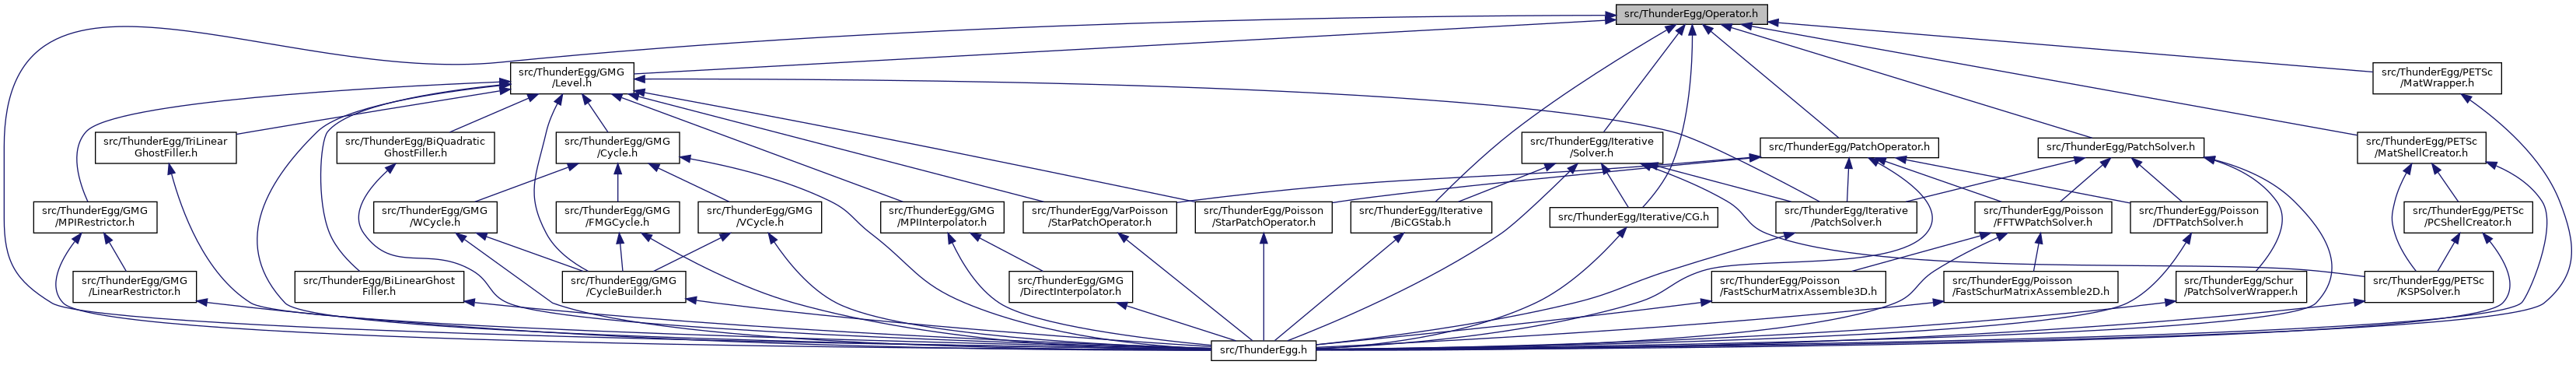 src/ThunderEgg/Operator.h
src/ThunderEgg/GMG
/Level.h
src/ThunderEgg/PETSc
/MatWrapper.h
src/ThunderEgg/TriLinear
GhostFiller.h
src/ThunderEgg/BiQuadratic
GhostFiller.h
src/ThunderEgg/GMG
/Cycle.h
src/ThunderEgg/Iterative
/Solver.h
src/ThunderEgg/PatchOperator.h
src/ThunderEgg/PatchSolver.h
src/ThunderEgg/PETSc
/MatShellCreator.h
src/ThunderEgg/GMG
/MPIRestrictor.h
src/ThunderEgg/GMG
/WCycle.h
src/ThunderEgg/GMG
/FMGCycle.h
src/ThunderEgg/GMG
/VCycle.h
src/ThunderEgg/GMG
/MPIInterpolator.h
src/ThunderEgg/VarPoisson
/StarPatchOperator.h
src/ThunderEgg/Poisson
/StarPatchOperator.h
src/ThunderEgg/Iterative
/BiCGStab.h
src/ThunderEgg/Iterative/CG.h
src/ThunderEgg/Iterative
/PatchSolver.h
src/ThunderEgg/Poisson
/FFTWPatchSolver.h
src/ThunderEgg/Poisson
/DFTPatchSolver.h
src/ThunderEgg/PETSc
/PCShellCreator.h
src/ThunderEgg/GMG
/LinearRestrictor.h
src/ThunderEgg/BiLinearGhost
Filler.h
src/ThunderEgg/GMG
/CycleBuilder.h
src/ThunderEgg/GMG
/DirectInterpolator.h
src/ThunderEgg/Poisson
/FastSchurMatrixAssemble3D.h
src/ThunderEgg/Poisson
/FastSchurMatrixAssemble2D.h
src/ThunderEgg/Schur
/PatchSolverWrapper.h
src/ThunderEgg/PETSc
/KSPSolver.h
src/ThunderEgg.h